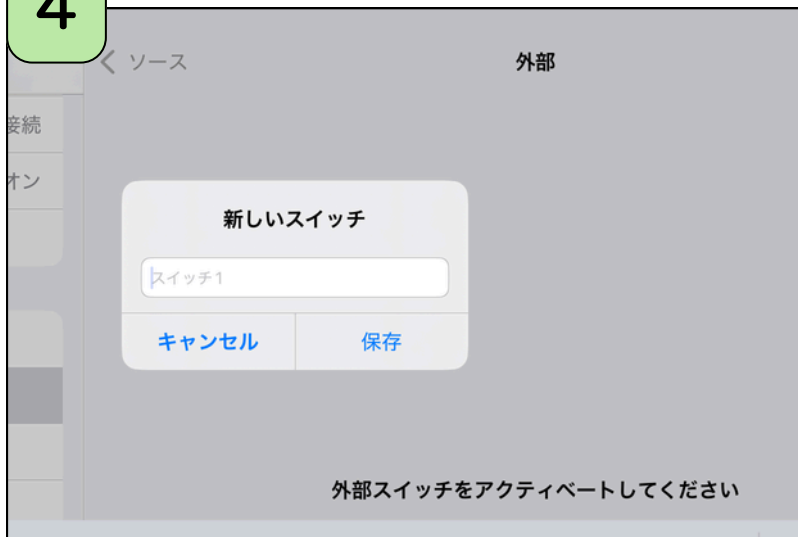 4
ソース
外部
接続
オン
新しいスイッチ
スイッチ1
キャンセル
保存
外部スイッチをアクティベートしてください